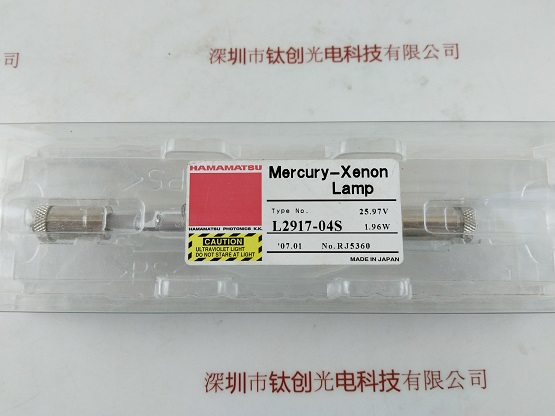 深圳市钛创光电科技有限公司
司
HAMAMATSU
HAMAMATSU PHOTONICS K.K.
CAUTION
ULTRAVIOLET LIGHT
DO NOT STARE AT LIGHT
Mercury-Xenon
Lamp
Type No. 25.97V
L2917-04S 1.96W
'07.01 No.RJ5360
MADE IN JAPAN
深圳市钛创光电科技有限公司